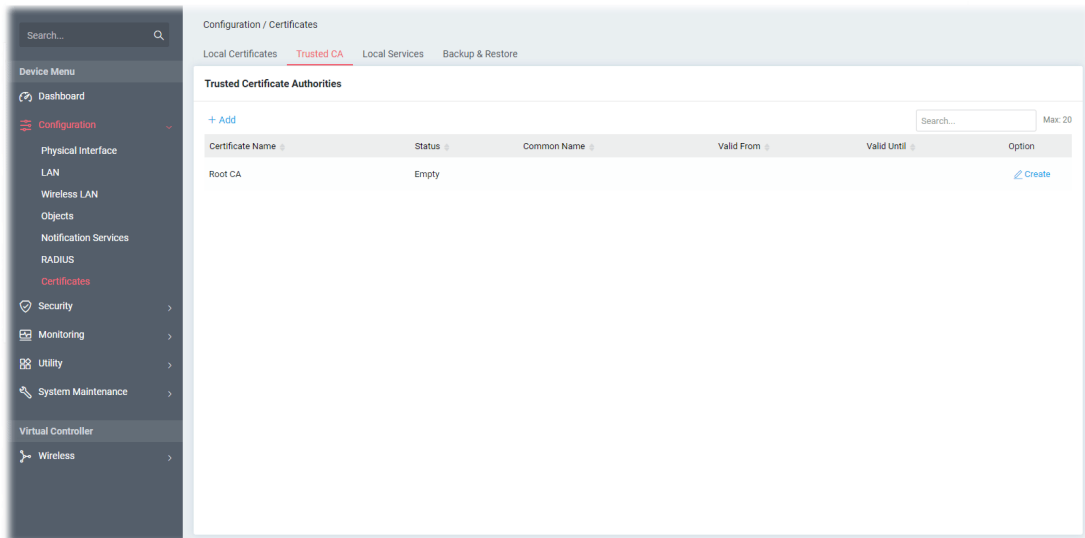 Search...
Device Menu
Dashboard
Configuration
Physical Interface
LAN
Wireless LAN
Objects
Notification Services
RADIUS
Certificates
Security
Monitoring
Utility
System Maintenance
Virtual Controller
Wireless
Configuration / Certificates
Local Certificates Trusted CA Local Services Backup & Restore
Trusted Certificate Authorities
+ Add Search... Max: 20
Certificate Name Status Common Name Valid From Valid Until Option
Root CA Empty Create